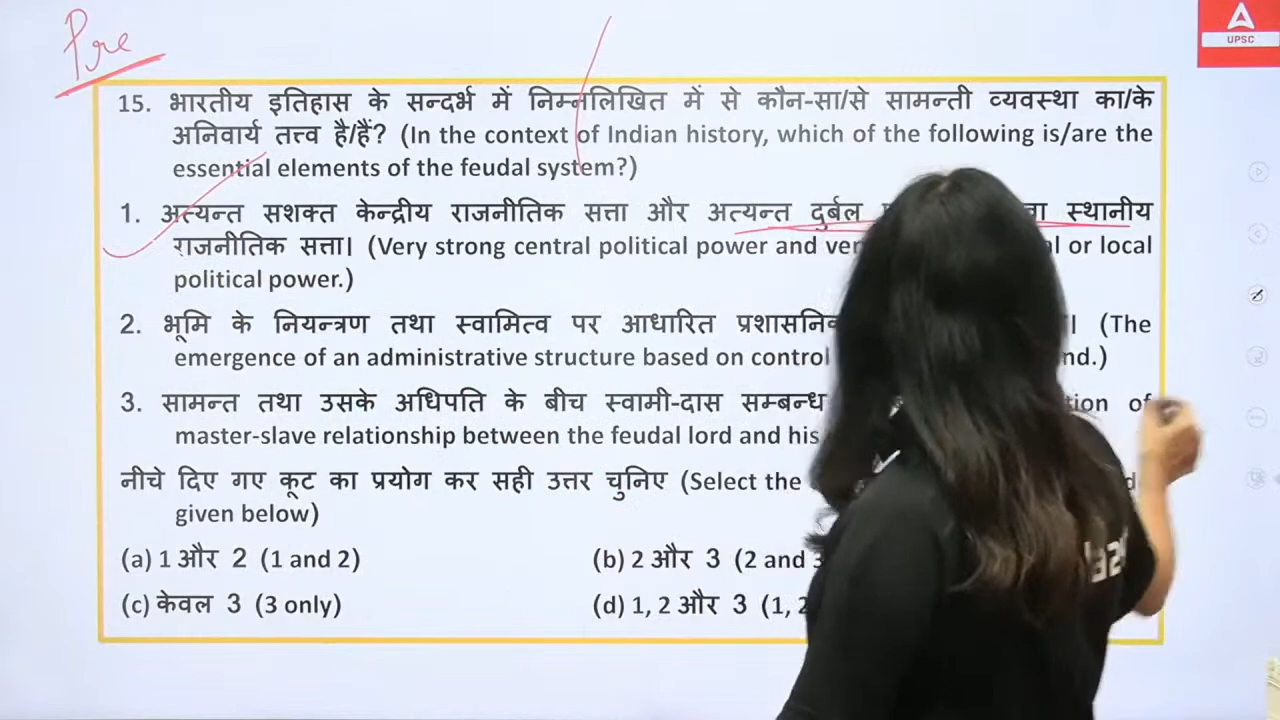 Pre
UPSC
15. भारतीय इतिहास के सन्दर्भ में निम्नलिखित में से कौन-सा/से सामन्ती व्यवस्था का/के
अनिवार्य तत्त्व है/हैं? (In the context of Indian history, which of the following is/are the
essential elements of the feudal system?)
1. अत्यन्त सशक्त केन्द्रीय राजनीतिक सत्ता और अत्यन्त दुर्बल स्थानीय
राजनीतिक सत्ता। (Very strong central political power and or local
political power.)
2. भूमि के नियन्त्रण तथा स्वामित्व पर आधारित (The
emergence of an administrative structure based on control
3. सामन्त तथा उसके अधिपति के बीच स्वामी-दास सम्बन्ध of
master-slave relationship between the feudal lord and his
नीचे दिए गए कूट का प्रयोग कर सही उत्तर चुनिए (Select the
given below)
(a) 1 और 2 (1 and 2)
(b) 2 और 3 (2 and 3
(c) केवल 3 (3 only)
(d) 1, 2 और 3 (1,